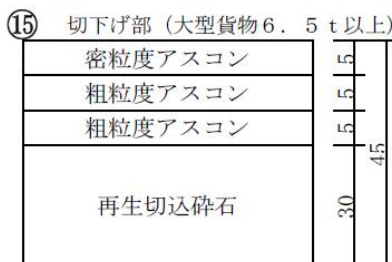 ⑮ 切下げ部（大型貨物６．５ｔ以上）
密粒度アスコン 5
粗粒度アスコン 5
粗粒度アスコン 5
再生切込砕石 30
45